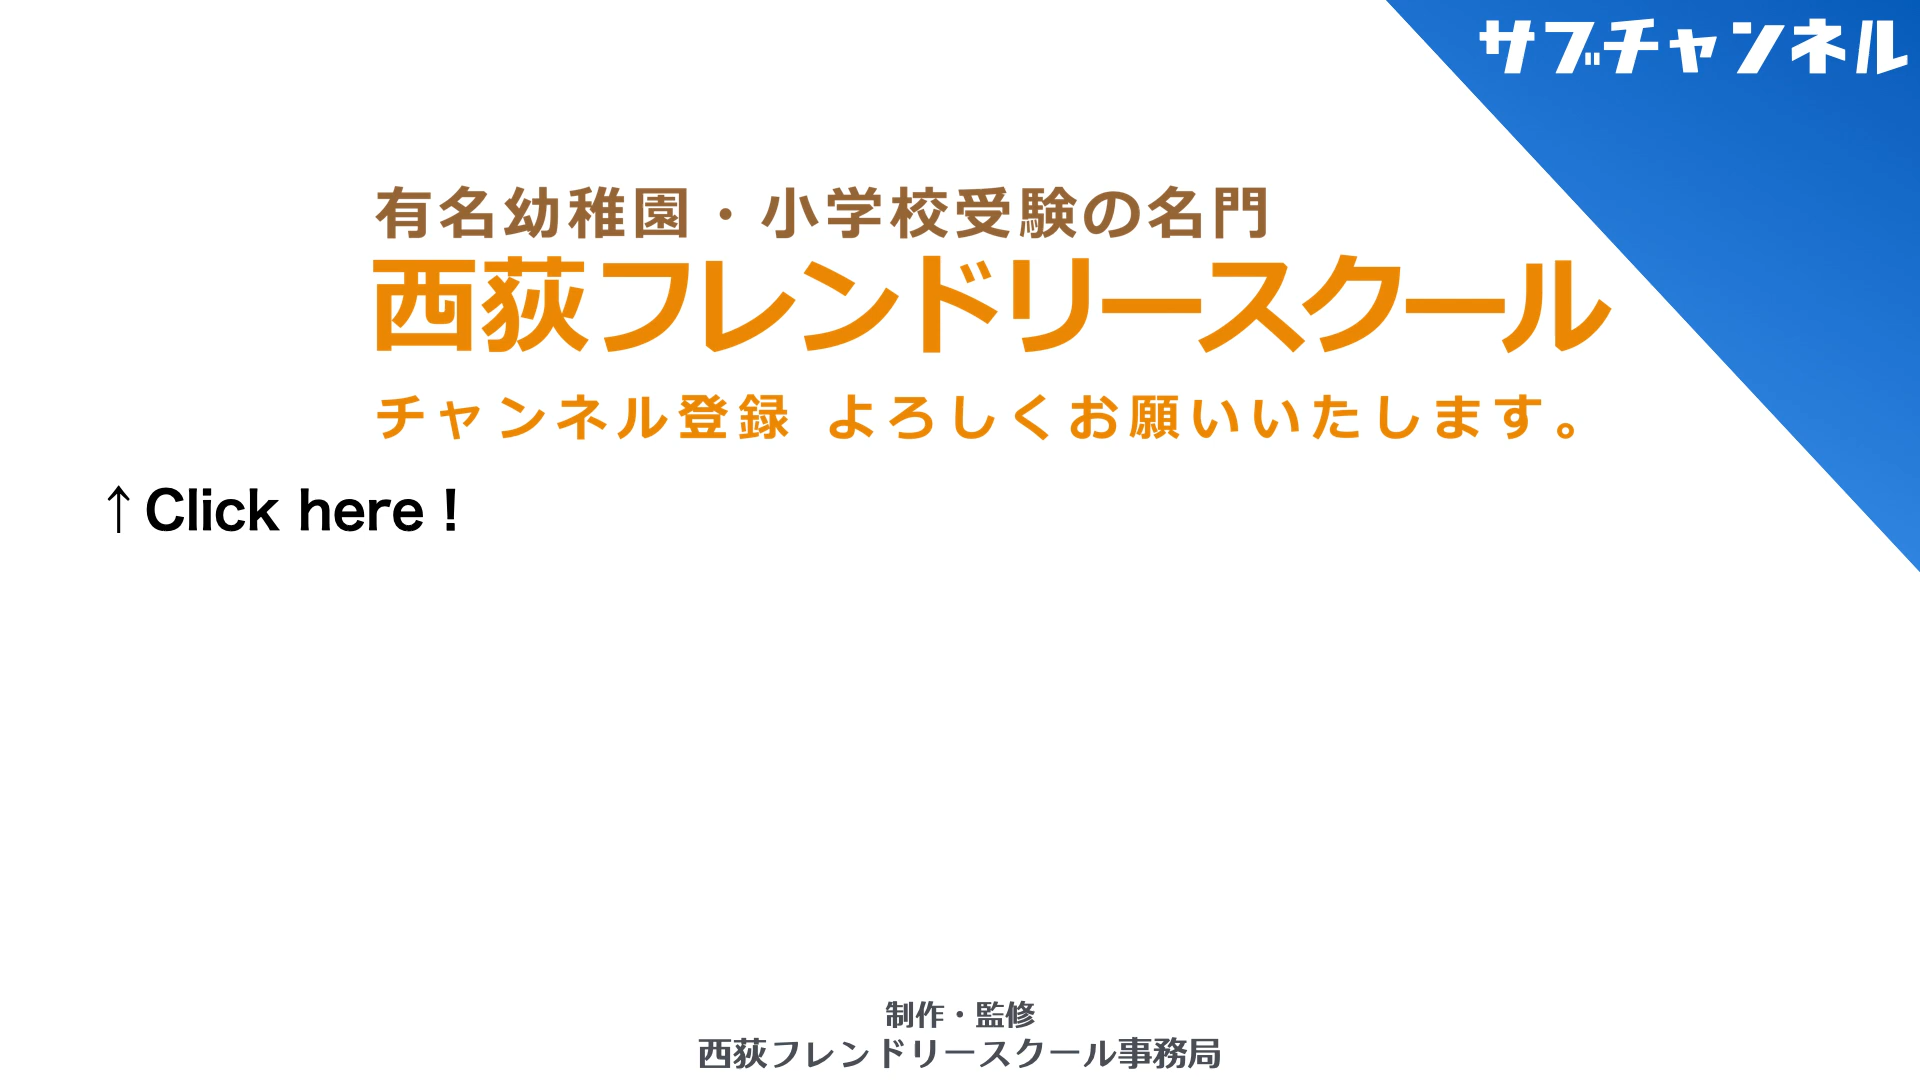 サブチャンネル
有名幼稚園・小学校受験の名門
西荻フレンドリースクール
チャンネル登録 よろしくお願いいたします。
↑Click here !
制作・監修
西荻フレンドリースクール事務局